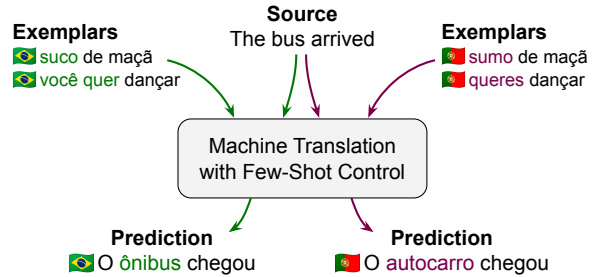 Exemplars
suco de maçã
você quer dançar
Source
The bus arrived
Exemplars
sumo de maçã
queres dançar
Machine Translation
with Few-Shot Control
Prediction
O ônibus chegou
Prediction
O autocarro chegou